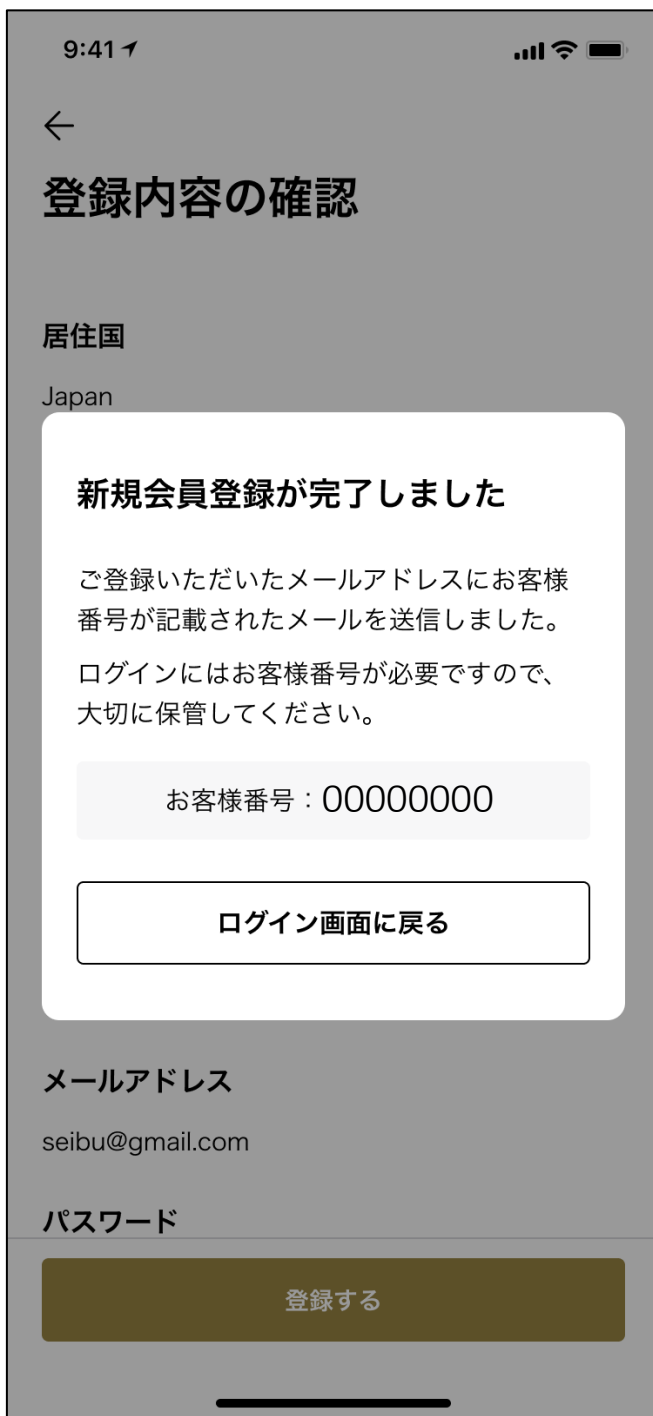 9:41
登録内容の確認
居住国
Japan
新規会員登録が完了しました
ご登録いただいたメールアドレスにお客様
番号が記載されたメールを送信しました。
ログインにはお客様番号が必要ですので、
大切に保管してください。
お客様番号：00000000
ログイン画面に戻る
メールアドレス
seibu@gmail.com
パスワード
登録する